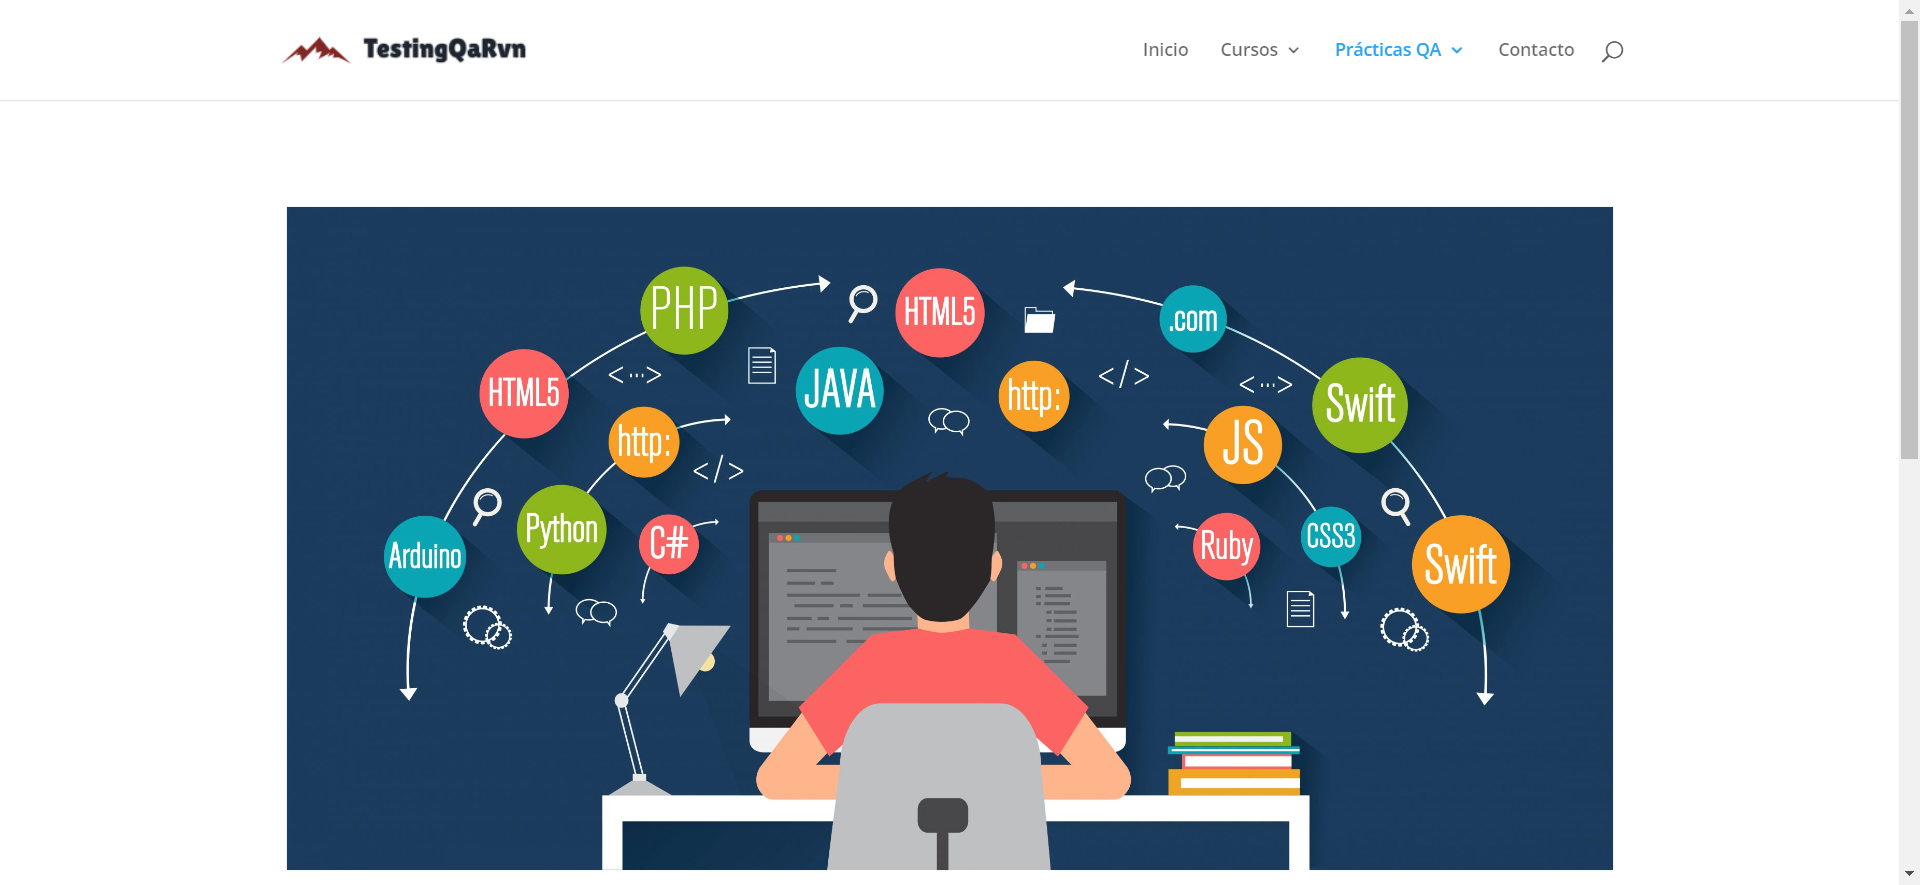 TestingQaRvn
Inicio
Cursos
Prácticas QA
Contacto
PHP
HTML5
.com
HTML5
JAVA
http:
Swift
http:
JS
Arduino
Python
C#
Ruby
CSS3
Swift